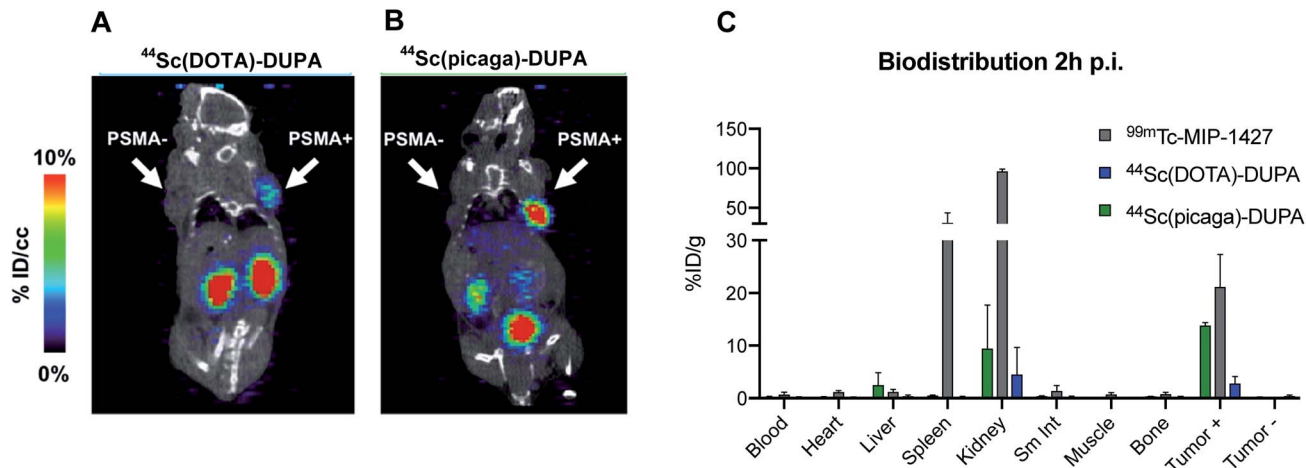 A
⁴⁴Sc(DOTA)-DUPA
PSMA-
PSMA+
10%
% ID/cc
0%
B
⁴⁴Sc(picaga)-DUPA
PSMA-
PSMA+
C
Biodistribution 2h p.i.
%ID/g
150
100
50
30
20
10
0
⁹⁹ᵐTc-MIP-1427
⁴⁴Sc(DOTA)-DUPA
⁴⁴Sc(picaga)-DUPA
Blood
Heart
Liver
Spleen
Kidney
Sm Int
Muscle
Bone
Tumor +
Tumor -